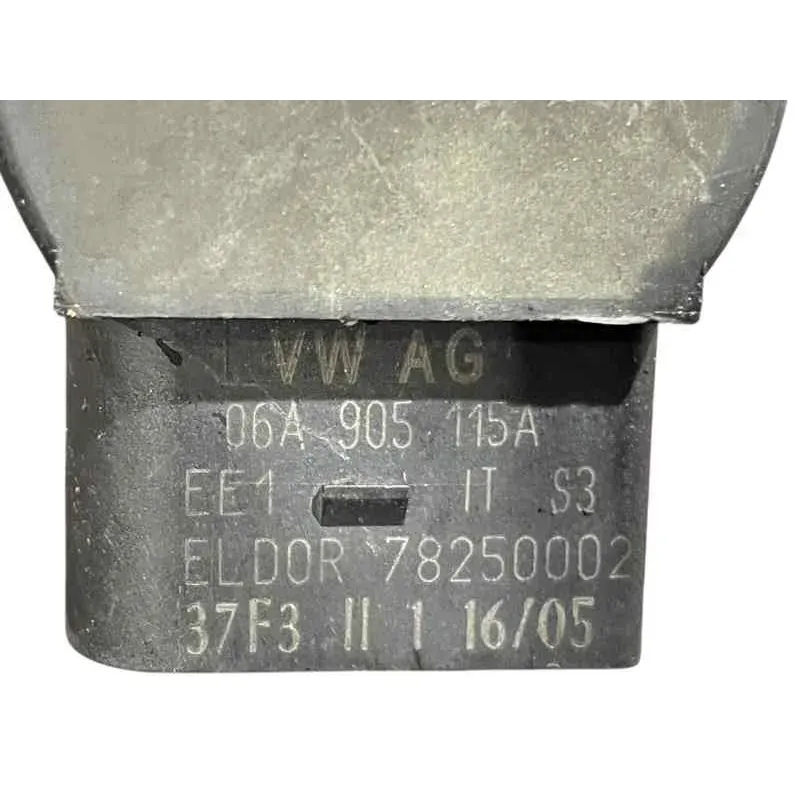 VW AG
06A 905 115A
EE1 IT S3
ELDOR 78250002
37F3 II 1 16/05